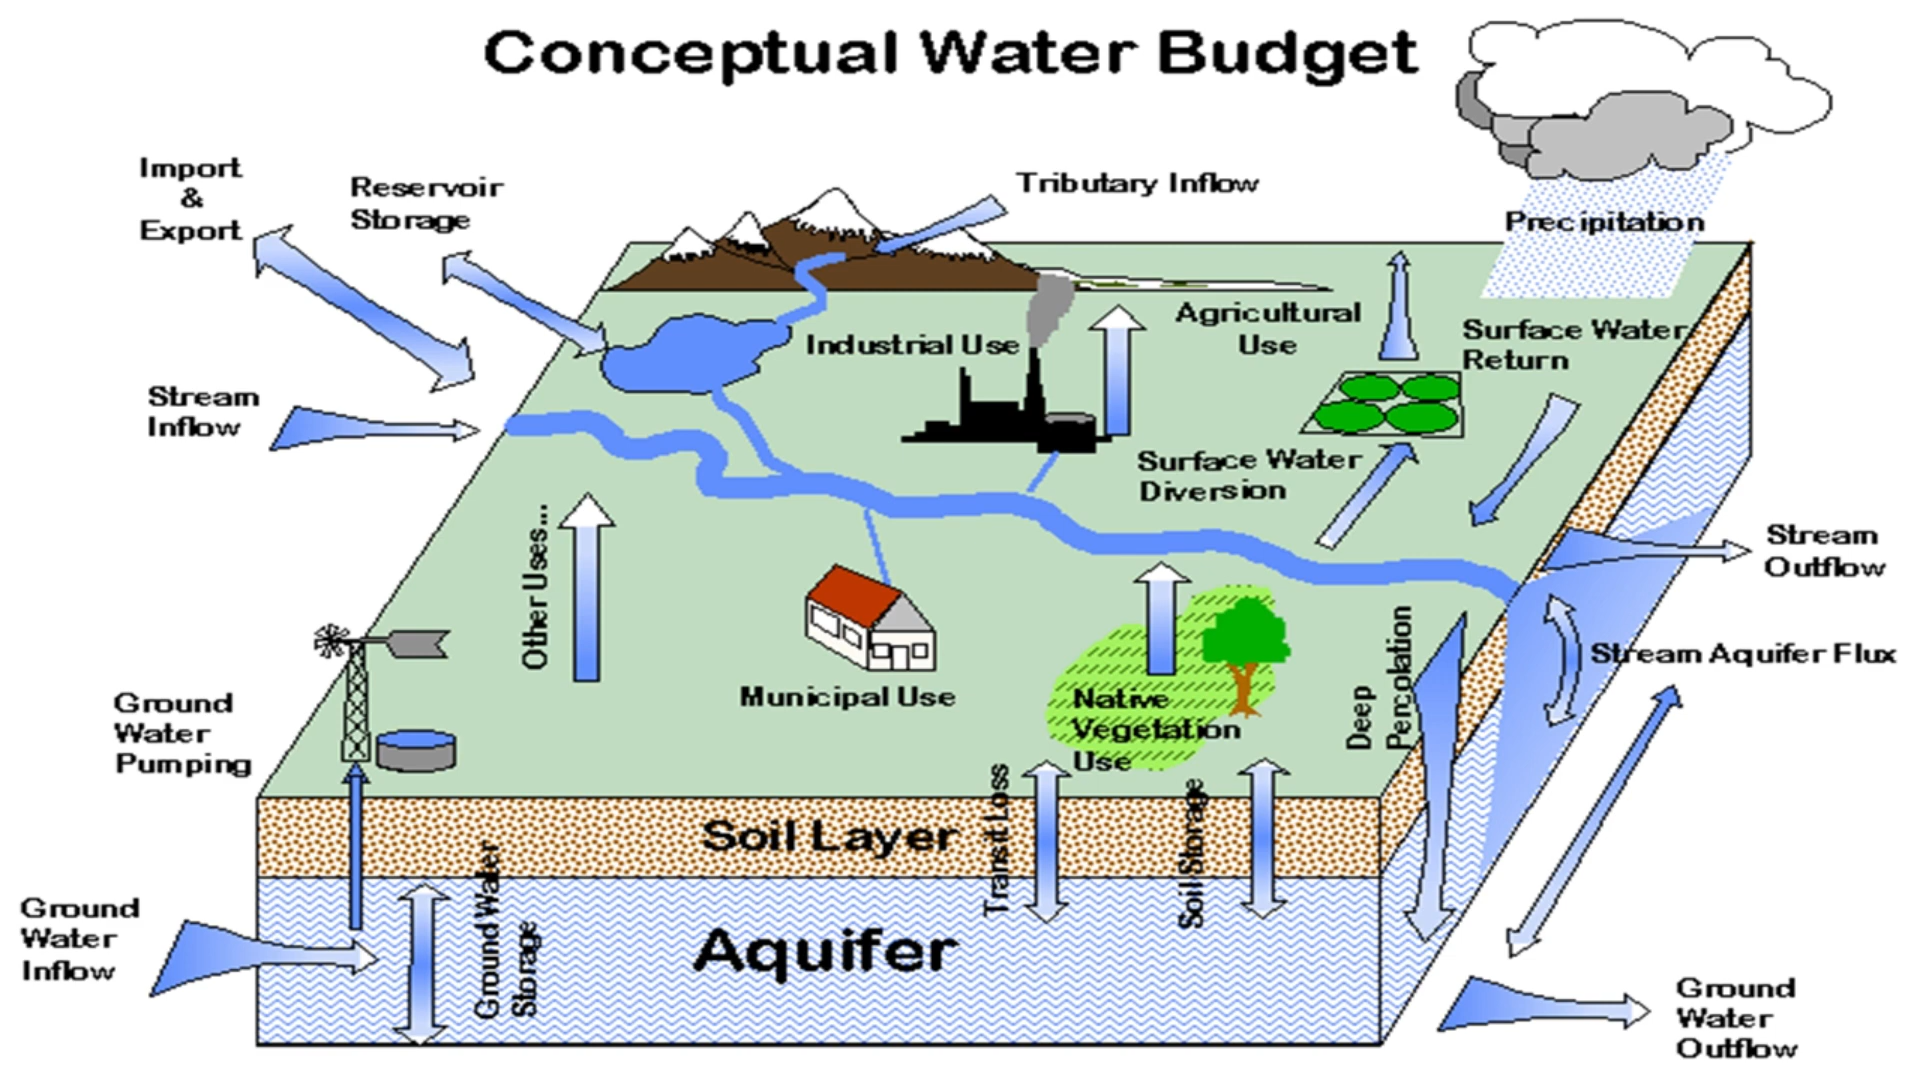 Conceptual Water Budget
Import
&
Export
Reservoir
Storage
Tributary Inflow
Precipitation
Stream
Inflow
Industrial Use
Agricultural
Use
Surface Water
Return
Surface Water
Diversion
Other Uses...
Stream
Outflow
Municipal Use
Native
Vegetation
Use
Deep
Percolation
Stream Aquifer Flux
Ground
Water
Pumping
Soil Layer
Transit Loss
Soil Storage
Ground
Water
Inflow
Ground Water
Storage
Aquifer
Ground
Water
Outflow